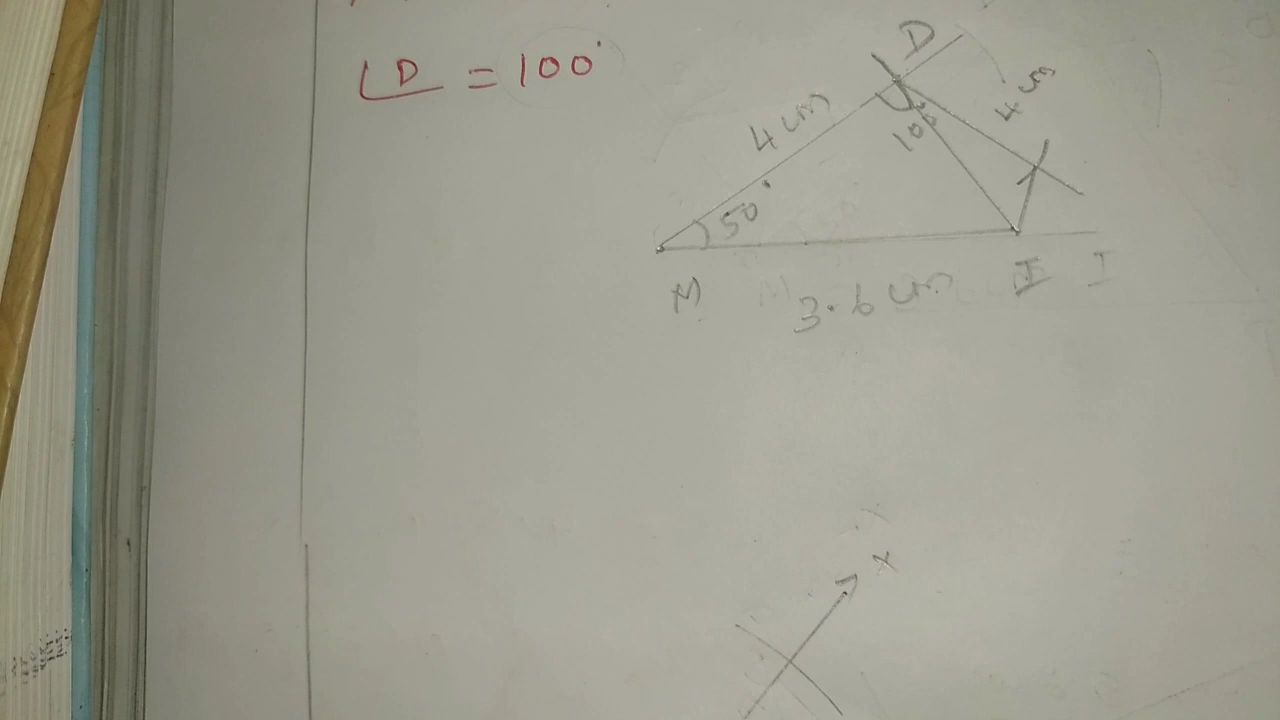 ∠D = 100°
D
4 cm
4 cm
100°
50°
M
3.6 cm
I
I
x